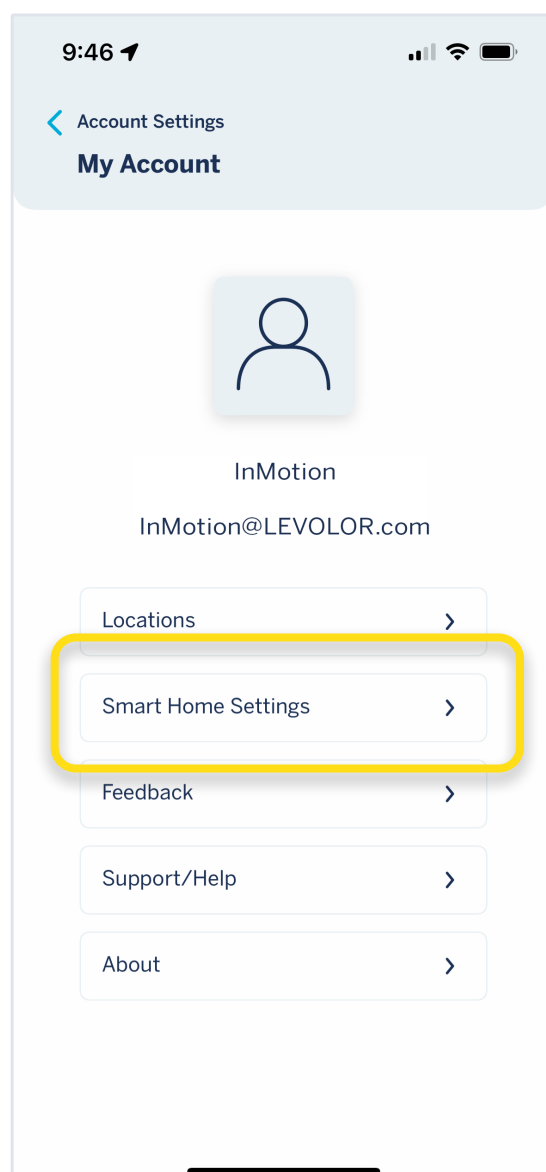 9:46
Account Settings
My Account
InMotion
InMotion@LEVOLOR.com
Locations
Smart Home Settings
Feedback
Support/Help
About